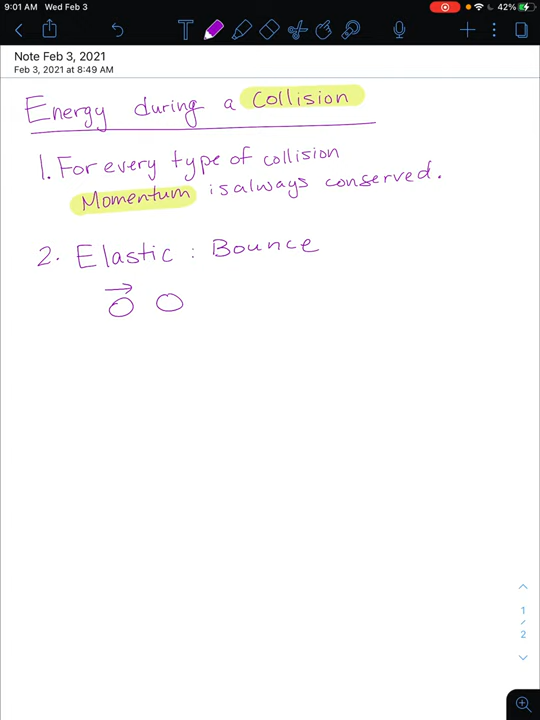 9:01 AM Wed Feb 3
42%
T
Note Feb 3, 2021
Feb 3, 2021 at 8:49 AM
Energy during a Collision
1. For every type of collision
Momentum is always conserved.
2. Elastic : Bounce
1
/
2